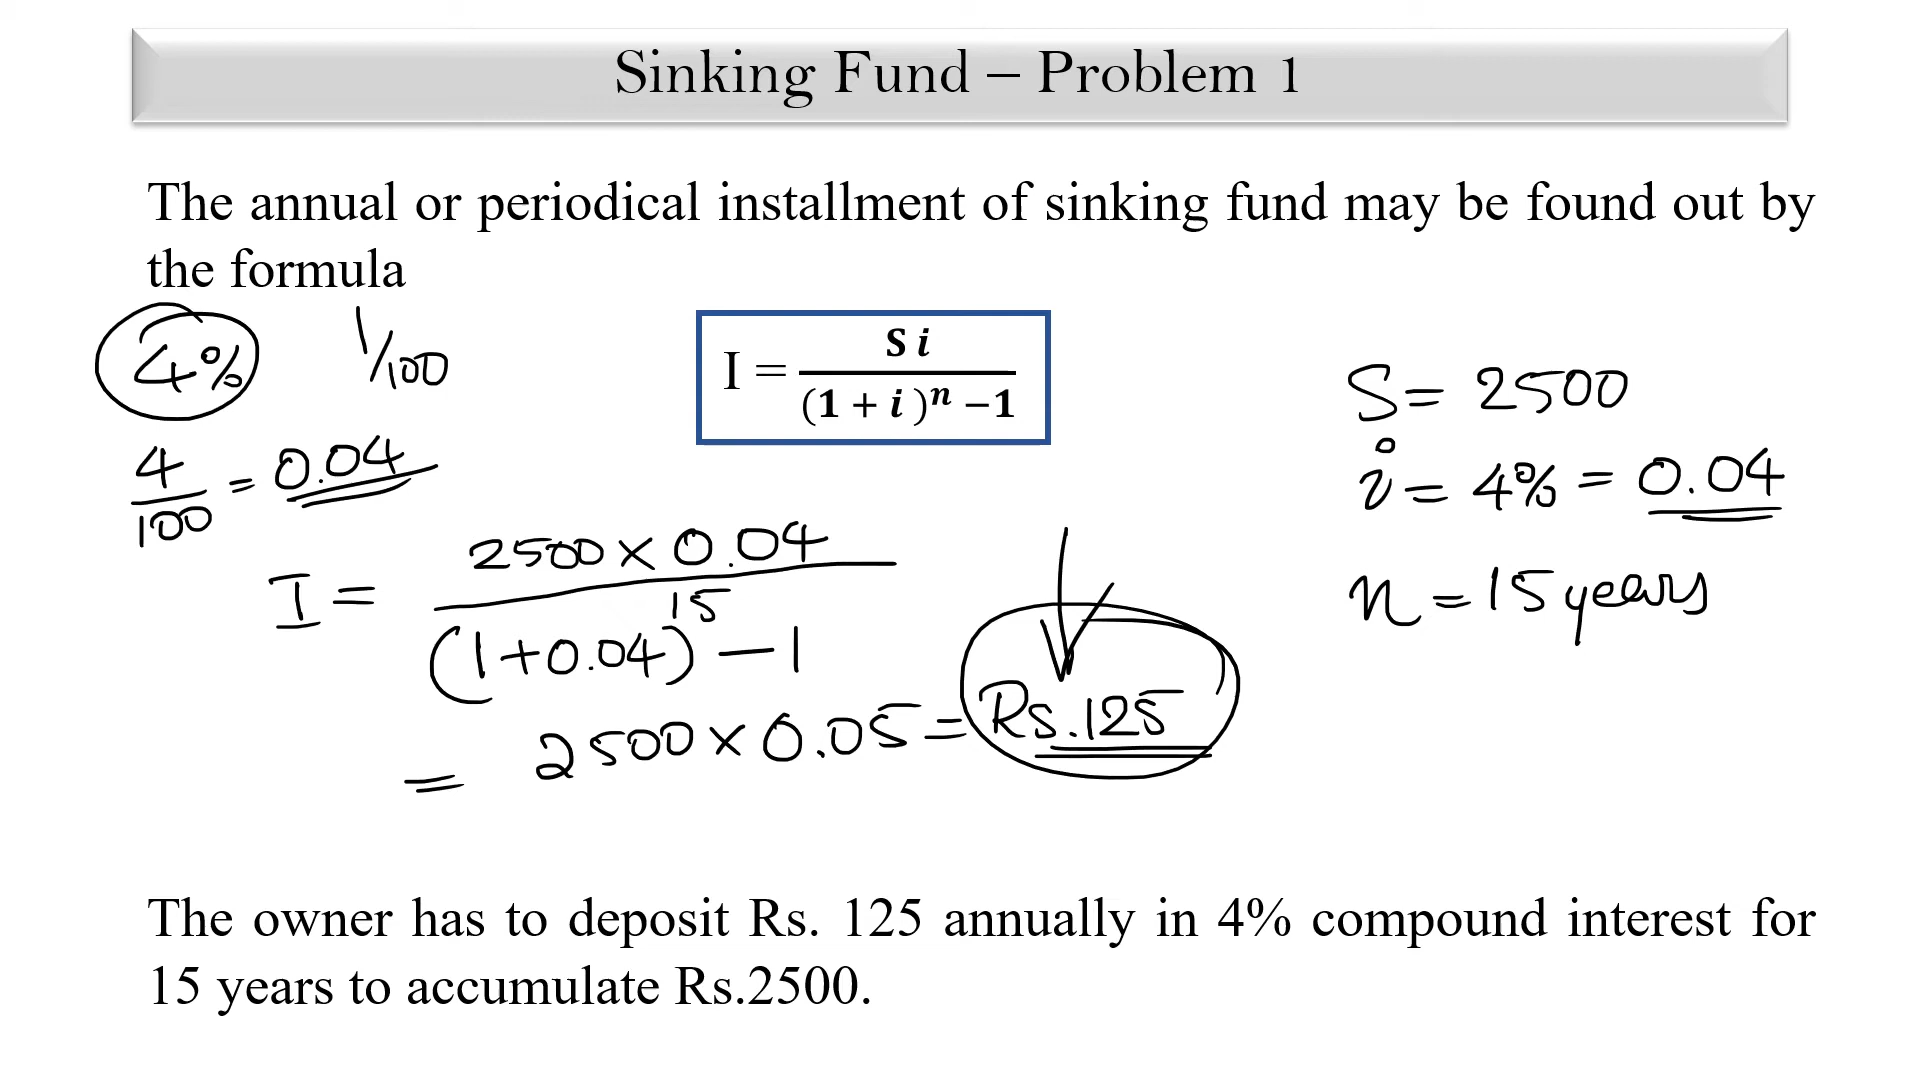 Sinking Fund – Problem 1
The annual or periodical installment of sinking fund may be found out by
the formula
4% 1/100
4/100 = 0.04
I = S i / (1 + i )^n −1
S = 2500
i = 4% = 0.04
n = 15 years
I = 2500 × 0.04 / (1+0.04)^15 − 1
= 2500 × 0.05 = Rs.125
The owner has to deposit Rs. 125 annually in 4% compound interest for
15 years to accumulate Rs.2500.